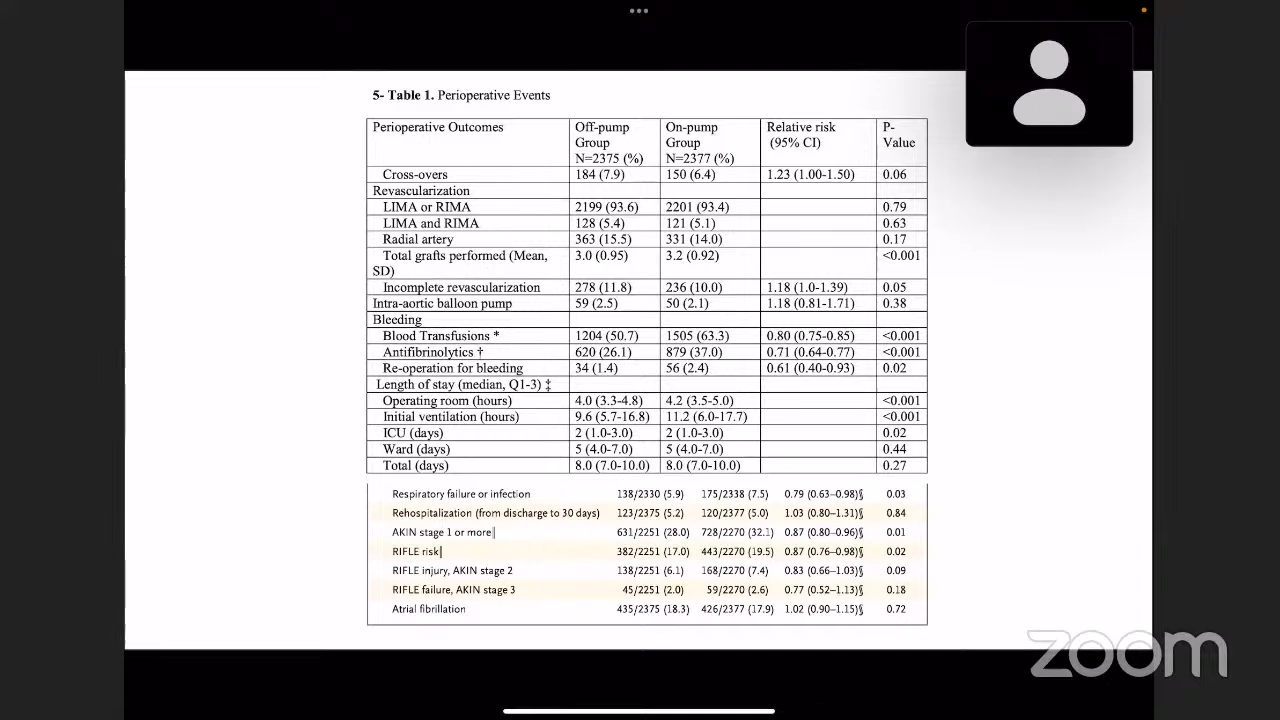 5- Table 1. Perioperative Events
Perioperative Outcomes Off-pump Group N=2375 (%) On-pump Group N=2377 (%) Relative risk (95% CI) P-Value
Cross-overs 184 (7.9) 150 (6.4) 1.23 (1.00-1.50) 0.06
Revascularization
LIMA or RIMA 2199 (93.6) 2201 (93.4) 0.79
LIMA and RIMA 128 (5.4) 121 (5.1) 0.63
Radial artery 363 (15.5) 331 (14.0) 0.17
Total grafts performed (Mean, SD) 3.0 (0.95) 3.2 (0.92) <0.001
Incomplete revascularization 278 (11.8) 236 (10.0) 1.18 (1.0-1.39) 0.05
Intra-aortic balloon pump 59 (2.5) 50 (2.1) 1.18 (0.81-1.71) 0.38
Bleeding
Blood Transfusions * 1204 (50.7) 1505 (63.3) 0.80 (0.75-0.85) <0.001
Antifibrinolytics † 620 (26.1) 879 (37.0) 0.71 (0.64-0.77) <0.001
Re-operation for bleeding 34 (1.4) 56 (2.4) 0.61 (0.40-0.93) 0.02
Length of stay (median, Q1-3) ‡
Operating room (hours) 4.0 (3.3-4.8) 4.2 (3.5-5.0) <0.001
Initial ventilation (hours) 9.6 (5.7-16.8) 11.2 (6.0-17.7) <0.001
ICU (days) 2 (1.0-3.0) 2 (1.0-3.0) 0.02
Ward (days) 5 (4.0-7.0) 5 (4.0-7.0) 0.44
Total (days) 8.0 (7.0-10.0) 8.0 (7.0-10.0) 0.27
Respiratory failure or infection 138/2330 (5.9) 175/2338 (7.5) 0.79 (0.63–0.98)§ 0.03
Rehospitalization (from discharge to 30 days) 123/2375 (5.2) 120/2377 (5.0) 1.03 (0.80–1.31)§ 0.84
AKIN stage 1 or more‖ 631/2251 (28.0) 728/2270 (32.1) 0.87 (0.80–0.96)§ 0.01
RIFLE risk‖ 382/2251 (17.0) 443/2270 (19.5) 0.87 (0.76–0.98)§ 0.02
RIFLE injury, AKIN stage 2 138/2251 (6.1) 168/2270 (7.4) 0.83 (0.66–1.03)§ 0.09
RIFLE failure, AKIN stage 3 45/2251 (2.0) 59/2270 (2.6) 0.77 (0.52–1.13)§ 0.18
Atrial fibrillation 435/2375 (18.3) 426/2377 (17.9) 1.02 (0.90–1.15)§ 0.72
zoom